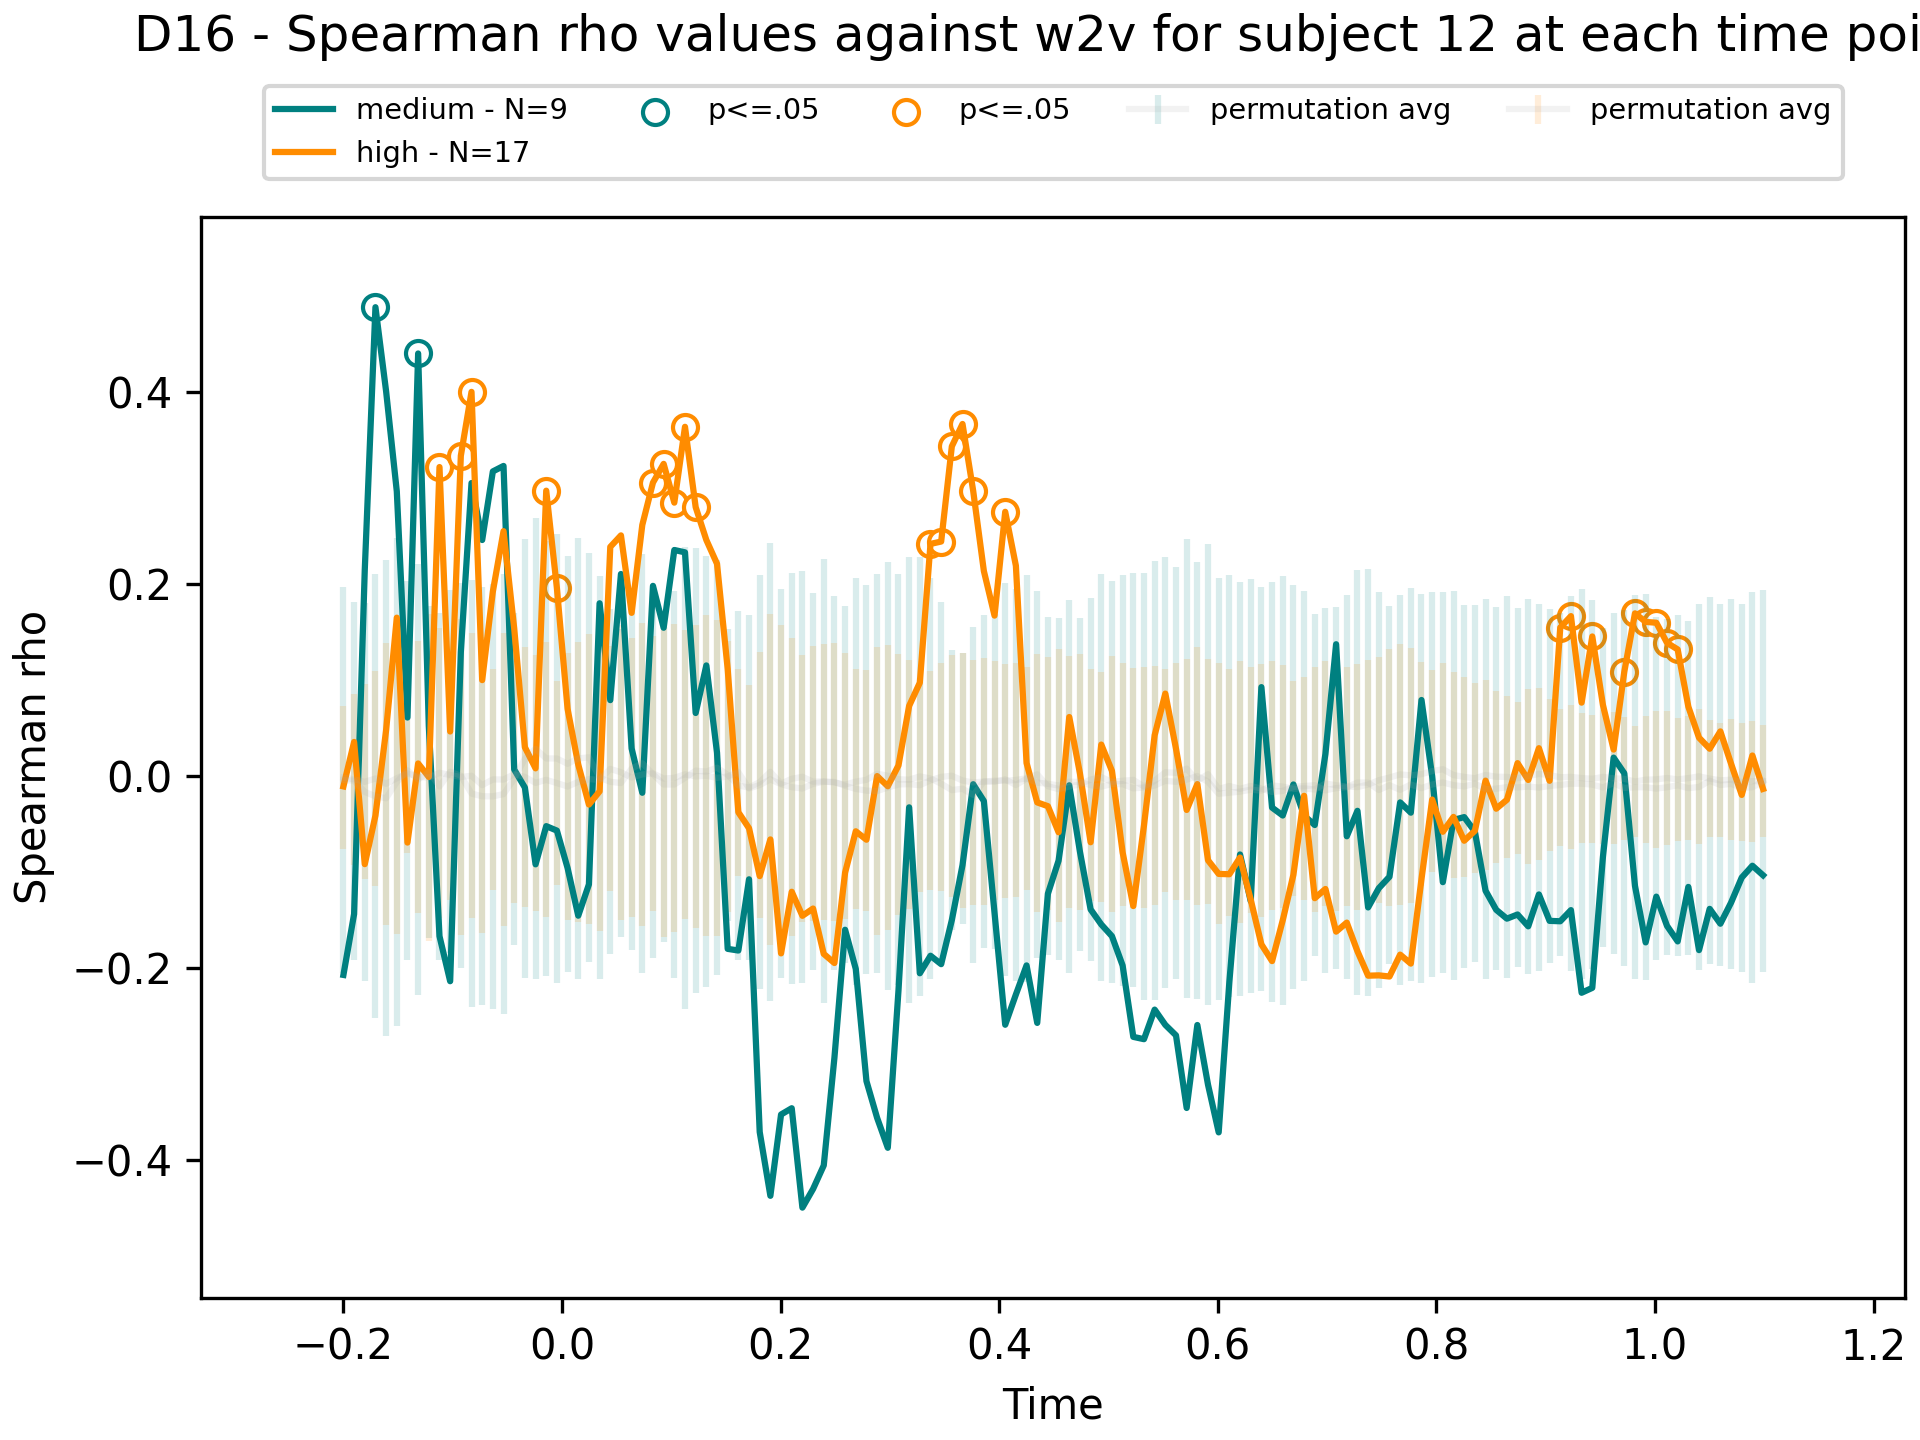 D16 - Spearman rho values against w2v for subject 12 at each time poi
medium - N=9
high - N=17
p<=.05
p<=.05
permutation avg
permutation avg
Spearman rho
0.4
0.2
0.0
−0.2
−0.4
−0.2 0.0 0.2 0.4 0.6 0.8 1.0 1.2
Time